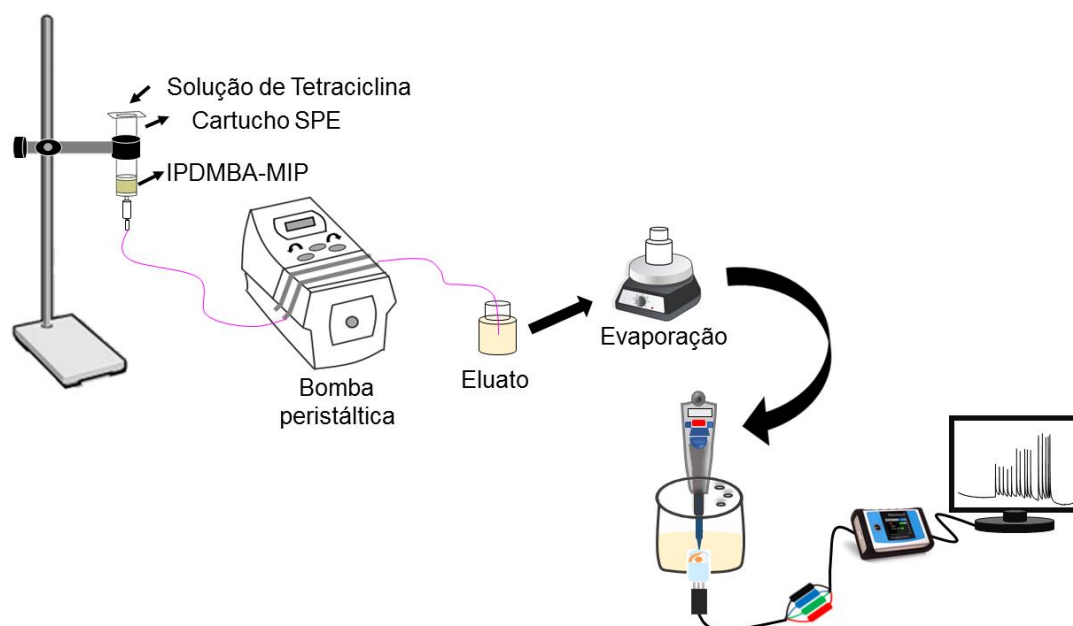 Solução de Tetraciclina
Cartucho SPE
IPDMBA-MIP
Bomba
peristáltica
Eluato
Evaporação